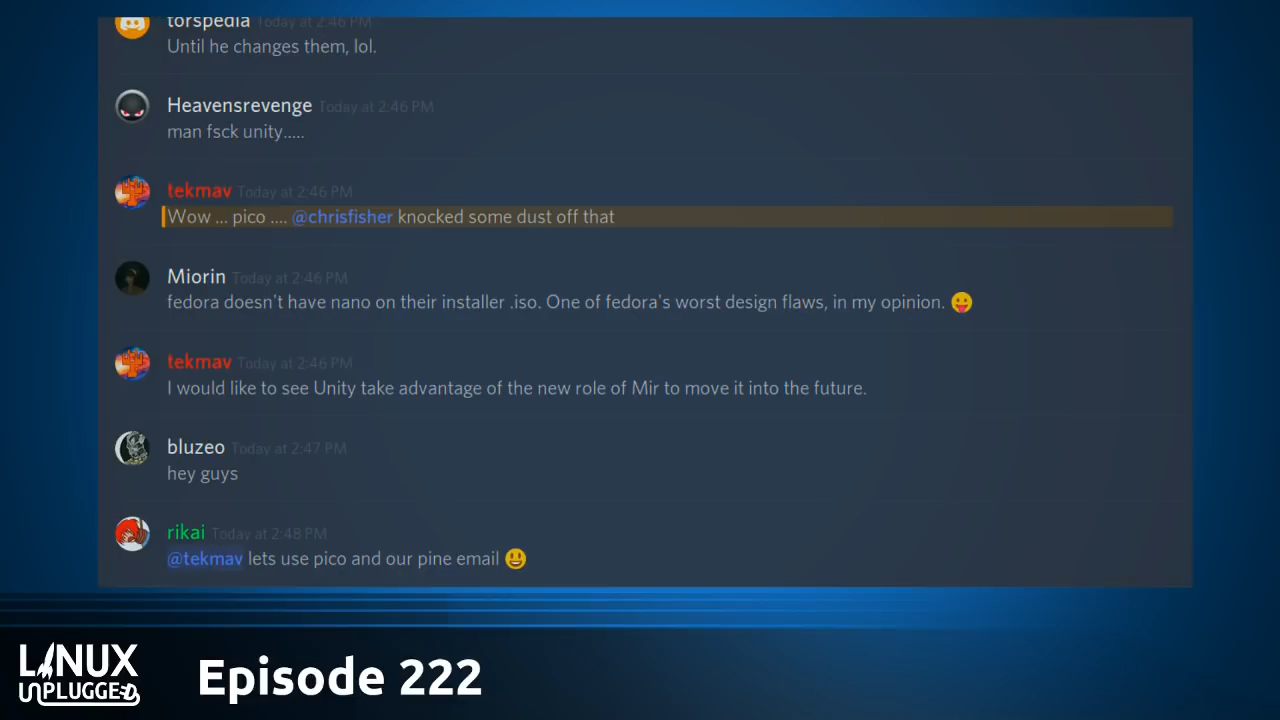 torspedia Today at 2:46 PM
Until he changes them, lol.
Heavensrevenge Today at 2:46 PM
man fsck unity.....
tekmav Today at 2:46 PM
Wow ... pico .... @chrisfisher knocked some dust off that
Miorin Today at 2:46 PM
fedora doesn't have nano on their installer .iso. One of fedora's worst design flaws, in my opinion. 😛
tekmav Today at 2:46 PM
I would like to see Unity take advantage of the new role of Mir to move it into the future.
bluzeo Today at 2:47 PM
hey guys
rikai Today at 2:48 PM
@tekmav lets use pico and our pine email 😃
LINUX
UNPLUGGED
Episode 222